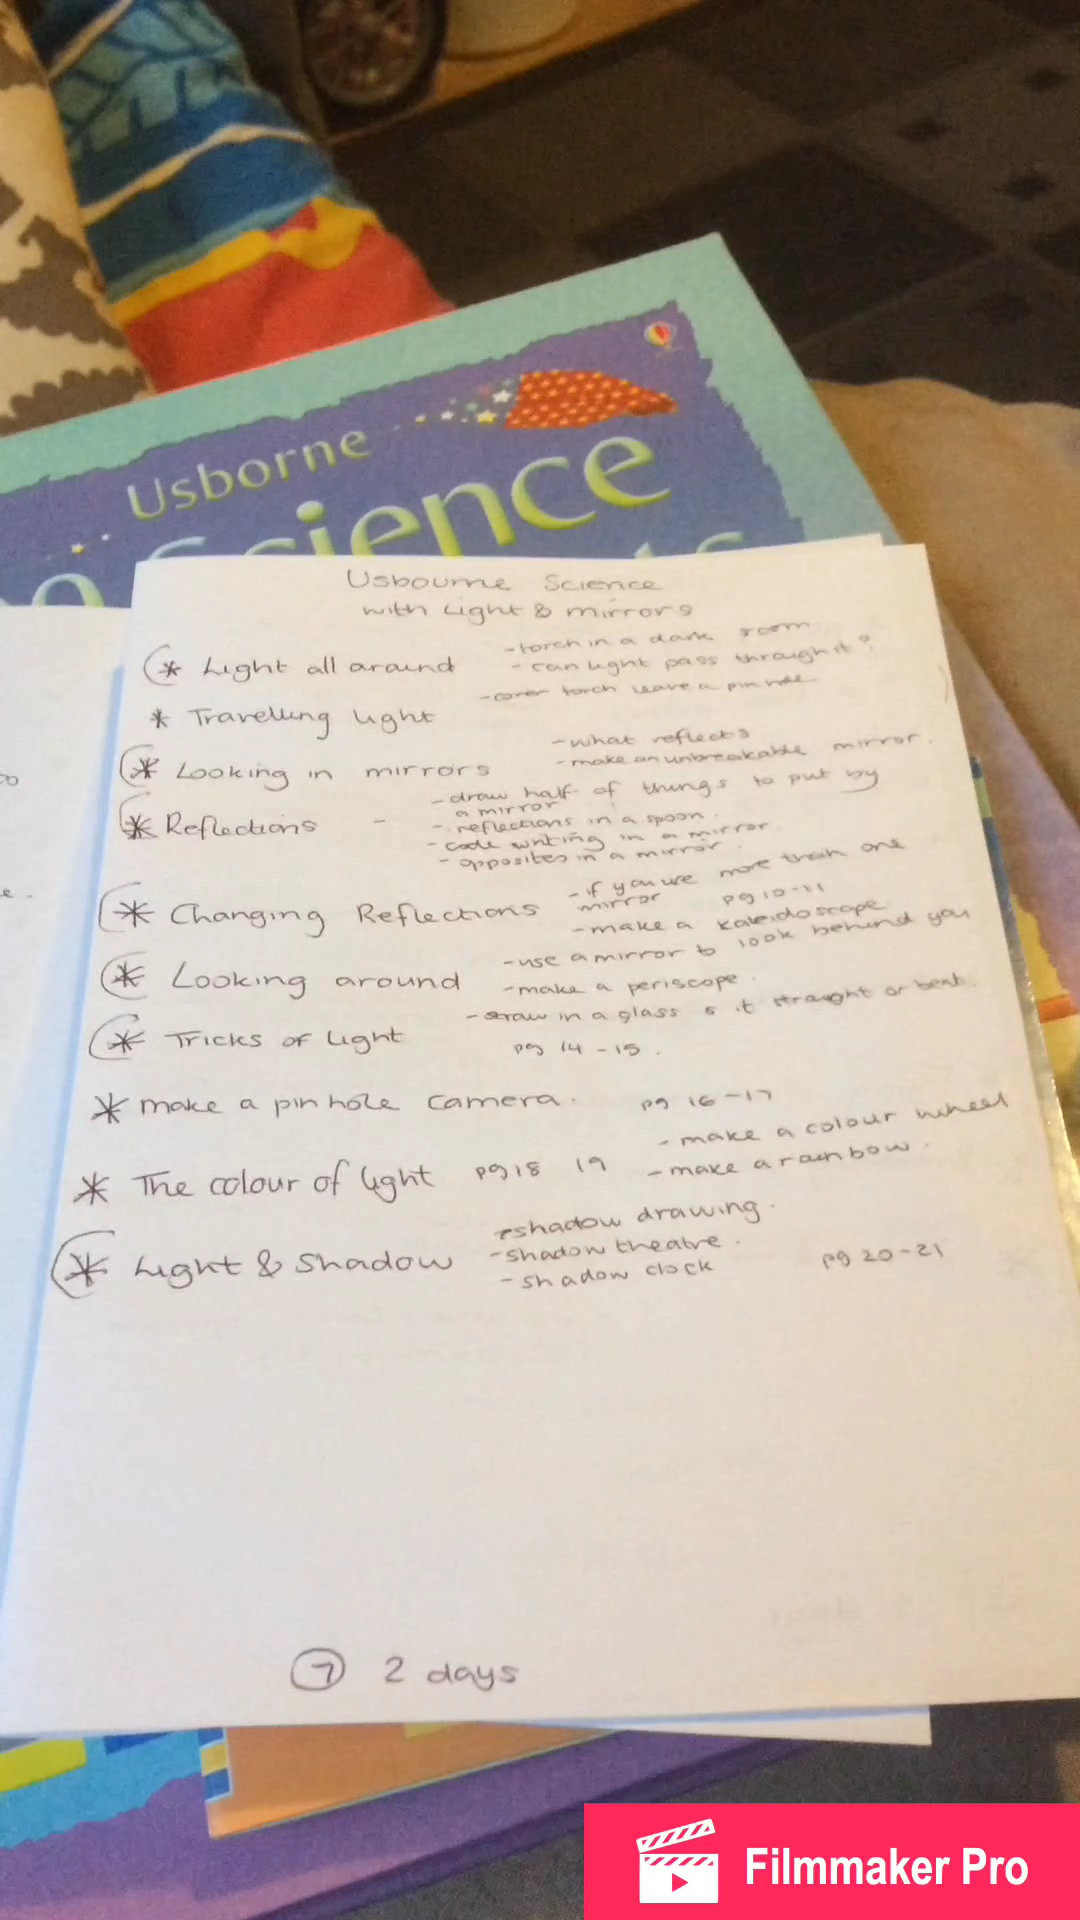 Usborne
Science
Usbourne Science
with Light & mirrors
* Light all around
- torch in a dark room
- can light pass through it?
- cover torch leave a pin hole
* Travelling light
* Looking in mirrors
- what reflects
- make an unbreakable mirror.
* Reflections -
- draw half of things to put by
a mirror
- reflections in a spoon.
- code writing in a mirror.
- opposites in a mirror.
* Changing Reflections
- if you use more than one
mirror pg 10-11
- make a kaleidoscope
* Looking around
- use a mirror to look behind you
- make a periscope.
* Tricks of light
- straw in a glass is it straught or bent.
pg 14-15.
* make a pin hole camera. pg 16-17
* The colour of light pg 18 19
- make a colour wheel
- make a rainbow.
* Light & Shadow
- shadow drawing.
- shadow theatre.
- shadow clock
pg 20-21
7 2 days
Filmmaker Pro